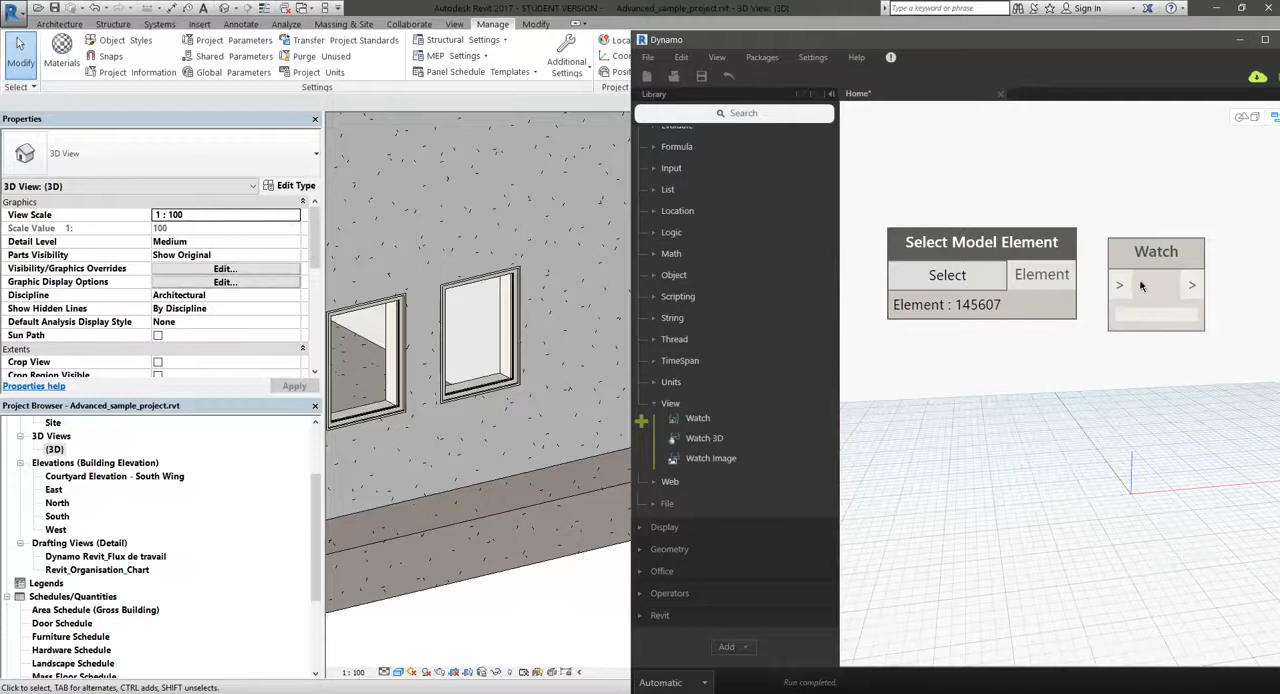 Autodesk Revit 2017 - STUDENT VERSION - Advanced_sample_project.rvt - 3D View: {3D}
Type a keyword or phrase
Sign In
Architecture Structure Systems Insert Annotate Analyze Massing & Site Collaborate View Manage Modify
Modify
Select
Materials
Object Styles
Snaps
Project Information
Project Parameters
Shared Parameters
Global Parameters
Transfer Project Standards
Purge Unused
Project Units
Structural Settings
MEP Settings
Panel Schedule Templates
Additional
Settings
Loca
Coor
Posit
Settings
Project
Properties
3D View
3D View: {3D}
Edit Type
Graphics
View Scale 1 : 100
Scale Value 1: 100
Detail Level Medium
Parts Visibility Show Original
Visibility/Graphics Overrides Edit...
Graphic Display Options Edit...
Discipline Architectural
Show Hidden Lines By Discipline
Default Analysis Display Style None
Sun Path
Extents
Crop View
Crop Region Visible
Properties help
Apply
Project Browser - Advanced_sample_project.rvt
Site
3D Views
{3D}
Elevations (Building Elevation)
Courtyard Elevation - South Wing
East
North
South
West
Drafting Views (Detail)
Dynamo Revit_Flux de travail
Revit_Organisation_Chart
Legends
Schedules/Quantities
Area Schedule (Gross Building)
Door Schedule
Furniture Schedule
Hardware Schedule
Landscape Schedule
Mass Floor Schedule
1 : 100
Click to select, TAB for alternates, CTRL adds, SHIFT unselects.
Dynamo
File Edit View Packages Settings Help
Library
Search
Evaluate
Formula
Input
List
Location
Logic
Math
Object
Scripting
String
Thread
TimeSpan
Units
View
Watch
Watch 3D
Watch Image
Web
File
Display
Geometry
Office
Operators
Revit
Add
Automatic
Run completed.
Home*
Select Model Element
Select
Element
Element : 145607
Watch
> >